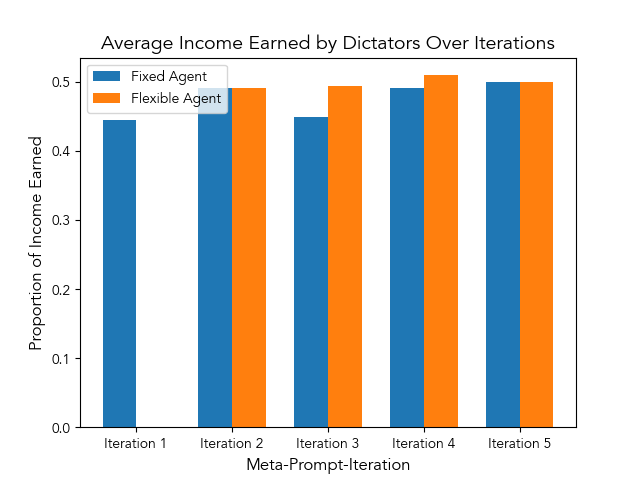 Average Income Earned by Dictators Over Iterations
Fixed Agent
Flexible Agent
Proportion of Income Earned
0.5
0.4
0.3
0.2
0.1
0.0
Iteration 1 Iteration 2 Iteration 3 Iteration 4 Iteration 5
Meta-Prompt-Iteration